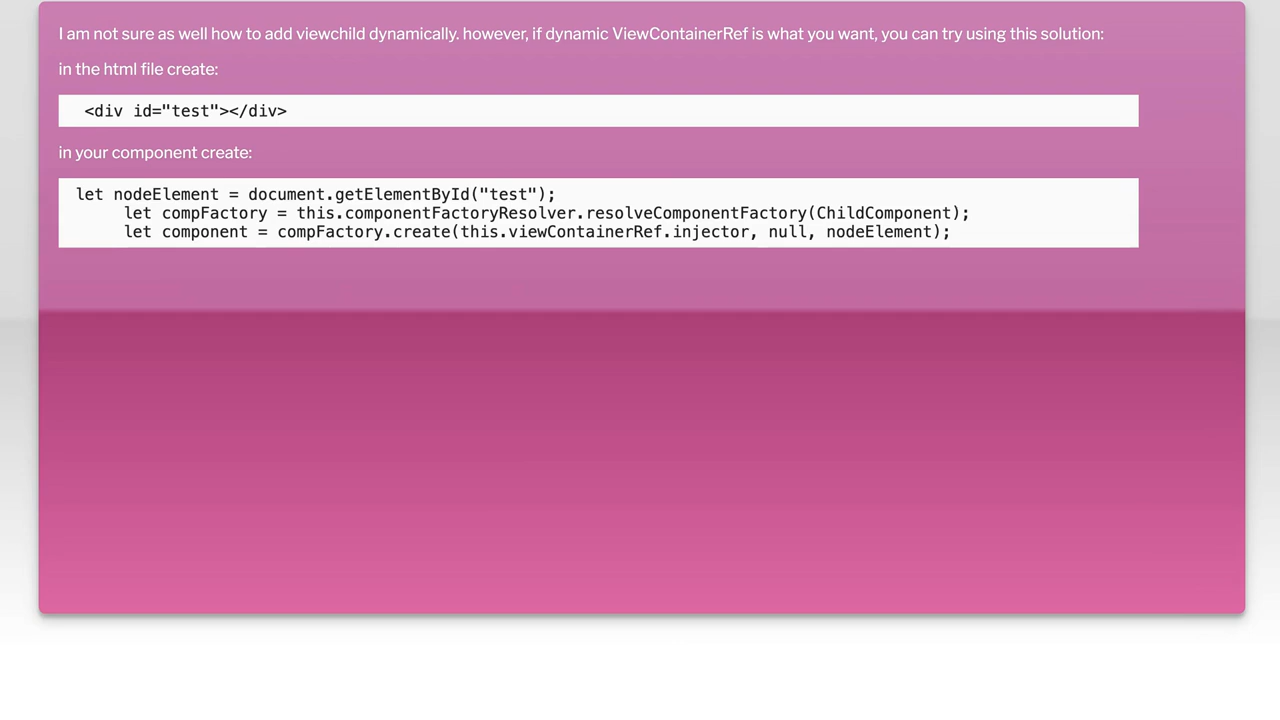 I am not sure as well how to add viewchild dynamically. however, if dynamic ViewContainerRef is what you want, you can try using this solution:
in the html file create:
<div id="test"></div>
in your component create:
let nodeElement = document.getElementById("test");
let compFactory = this.componentFactoryResolver.resolveComponentFactory(ChildComponent);
let component = compFactory.create(this.viewContainerRef.injector, null, nodeElement);